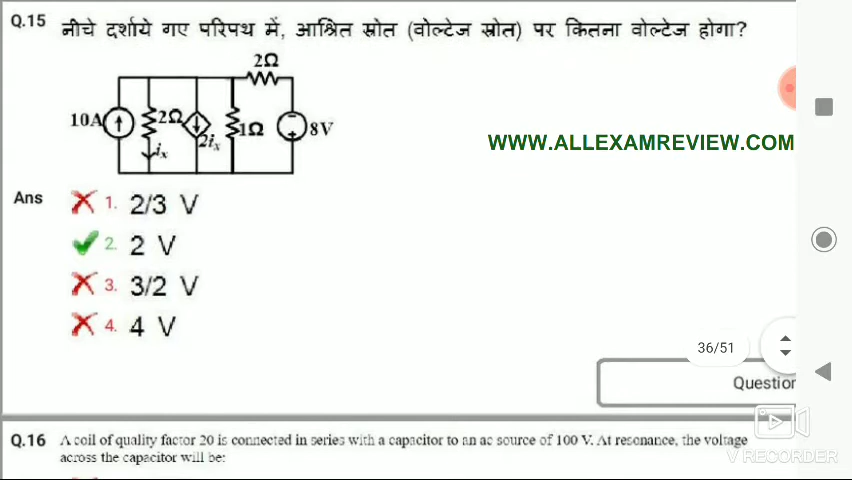 Q.15 नीचे दर्शाये गए परिपथ में, आश्रित स्रोत (वोल्टेज स्रोत) पर कितना वोल्टेज होगा?
2Ω
10A 2Ω 1Ω 8V
ix 2ix
WWW.ALLEXAMREVIEW.COM
Ans 1. 2/3 V
2. 2 V
3. 3/2 V
4. 4 V
36/51
Question
Q.16 A coil of quality factor 20 is connected in series with a capacitor to an ac source of 100 V. At resonance, the voltage
across the capacitor will be:
V RECORDER